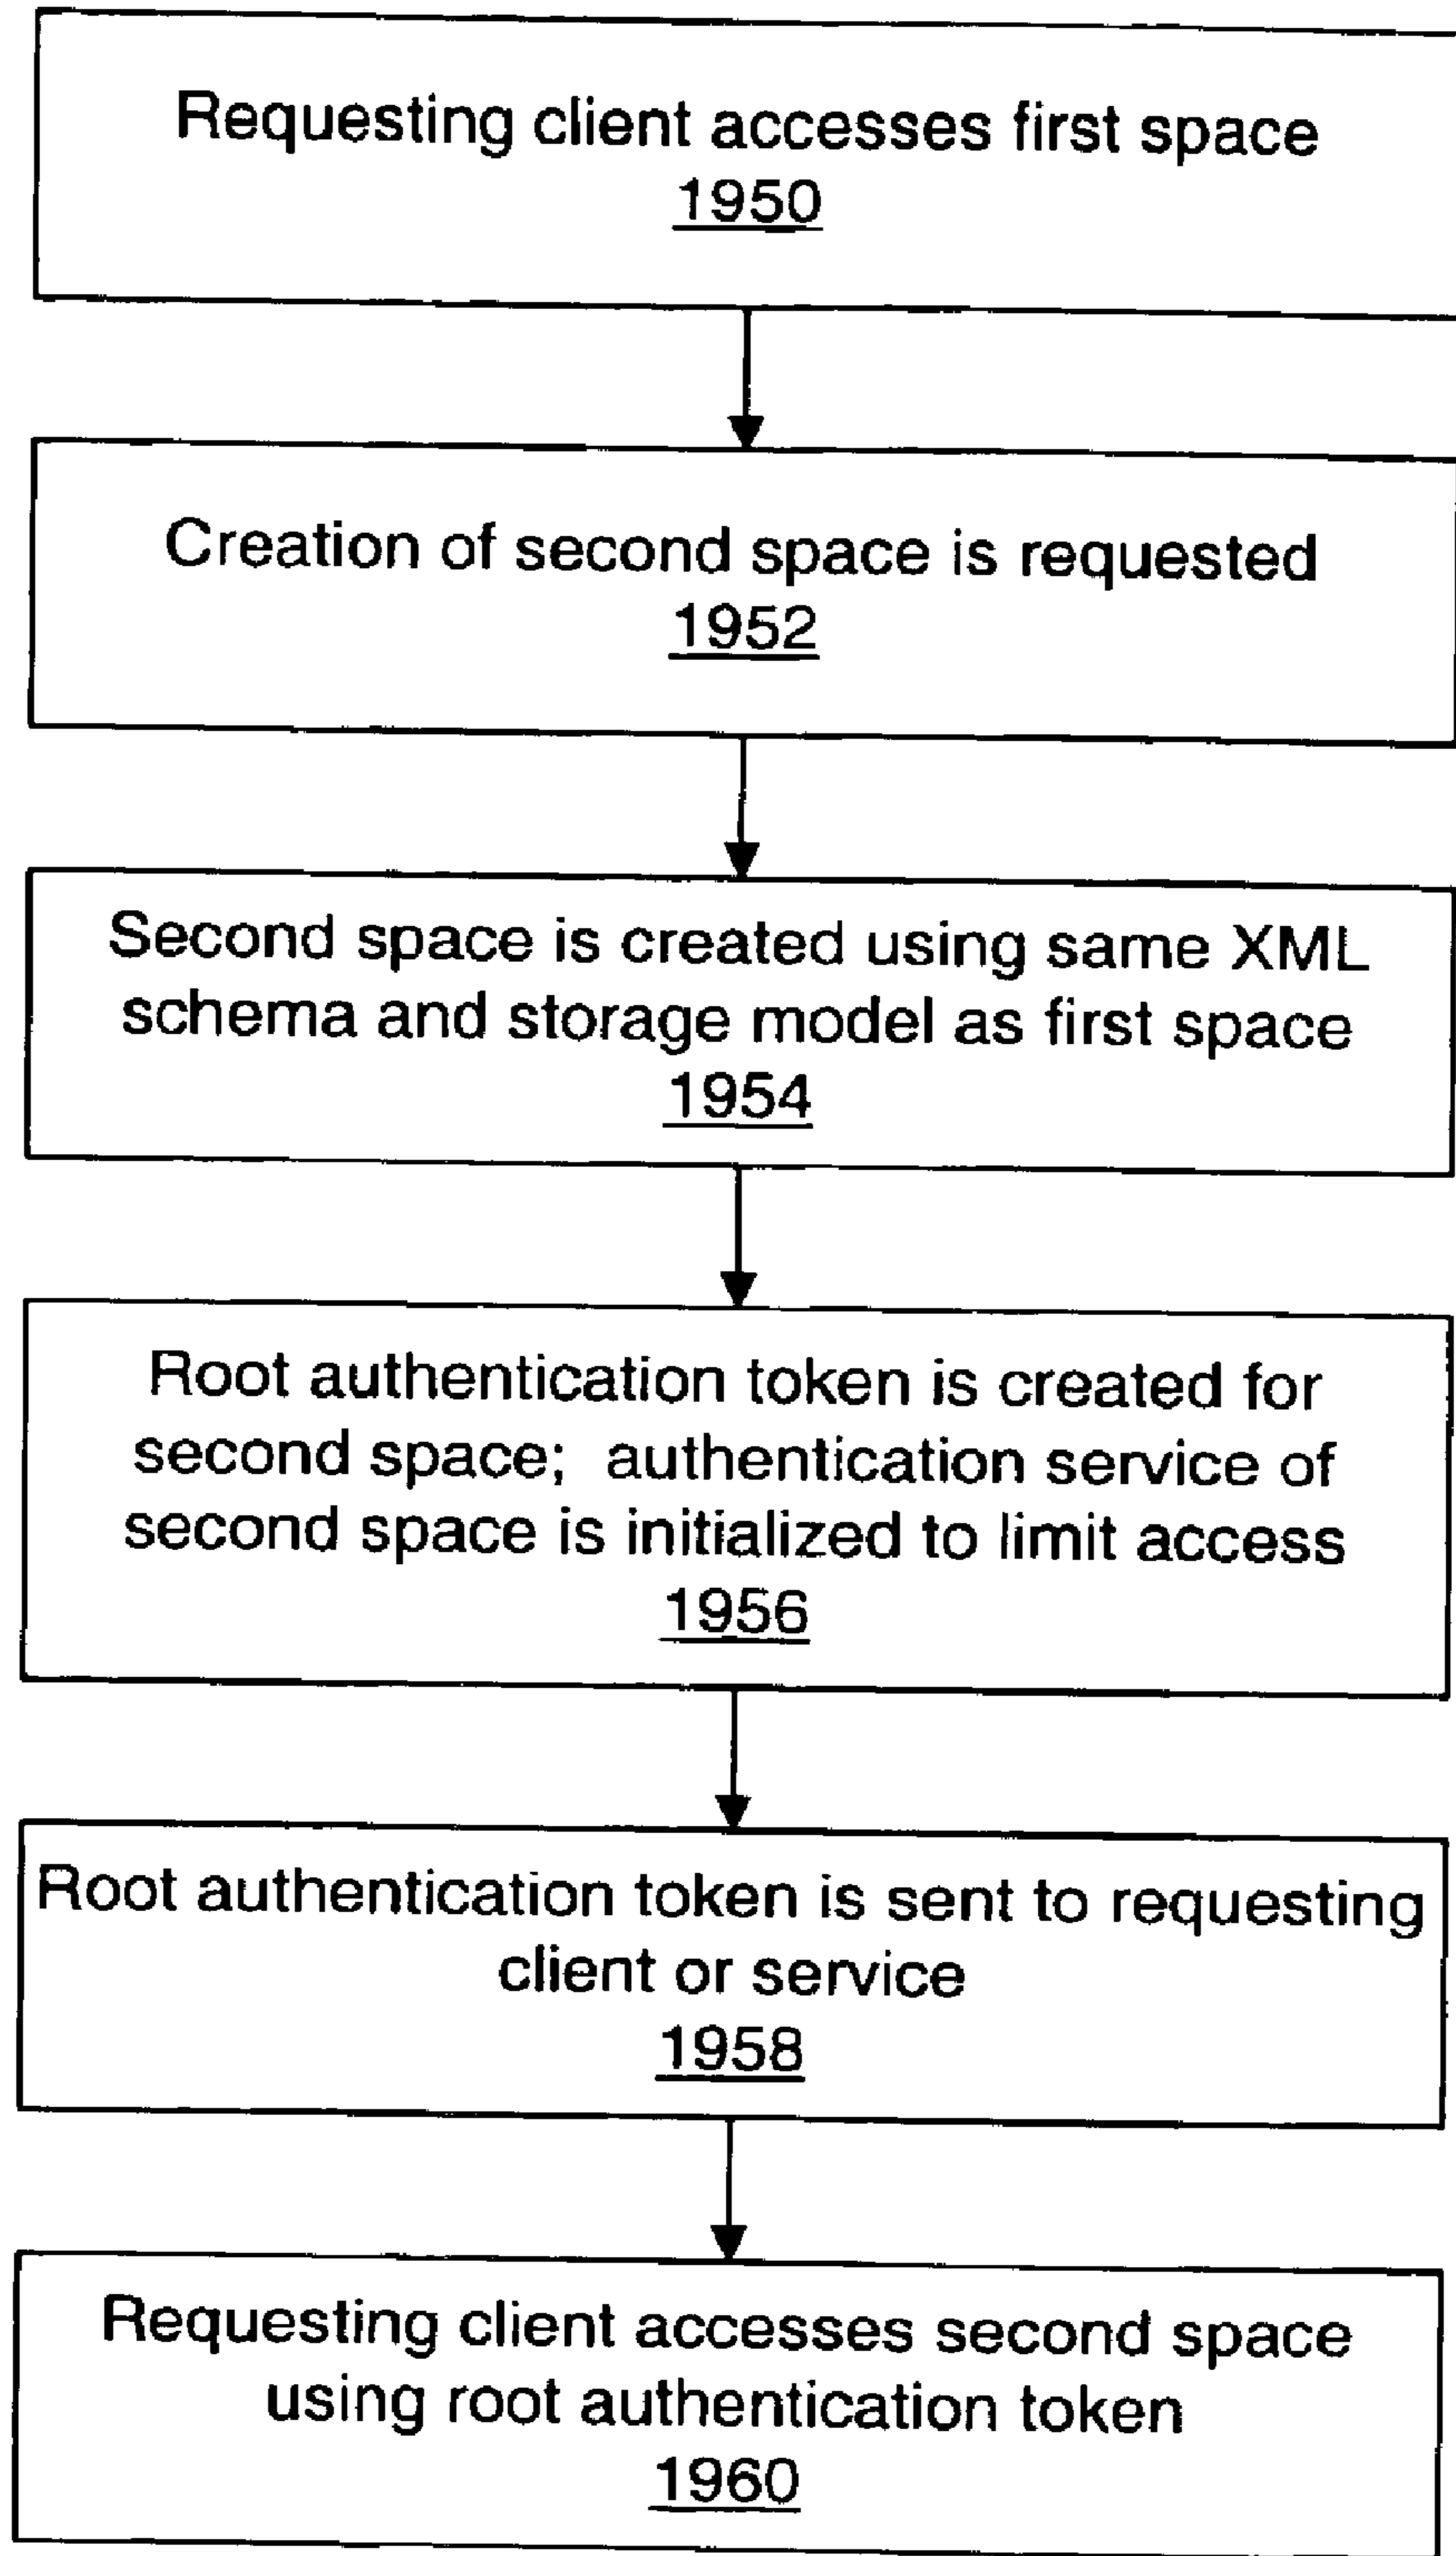 Requesting client accesses first space
1950
Creation of second space is requested
1952
Second space is created using same XML
schema and storage model as first space
1954
Root authentication token is created for
second space; authentication service of
second space is initialized to limit access
1956
Root authentication token is sent to requesting
client or service
1958
Requesting client accesses second space
using root authentication token
1960